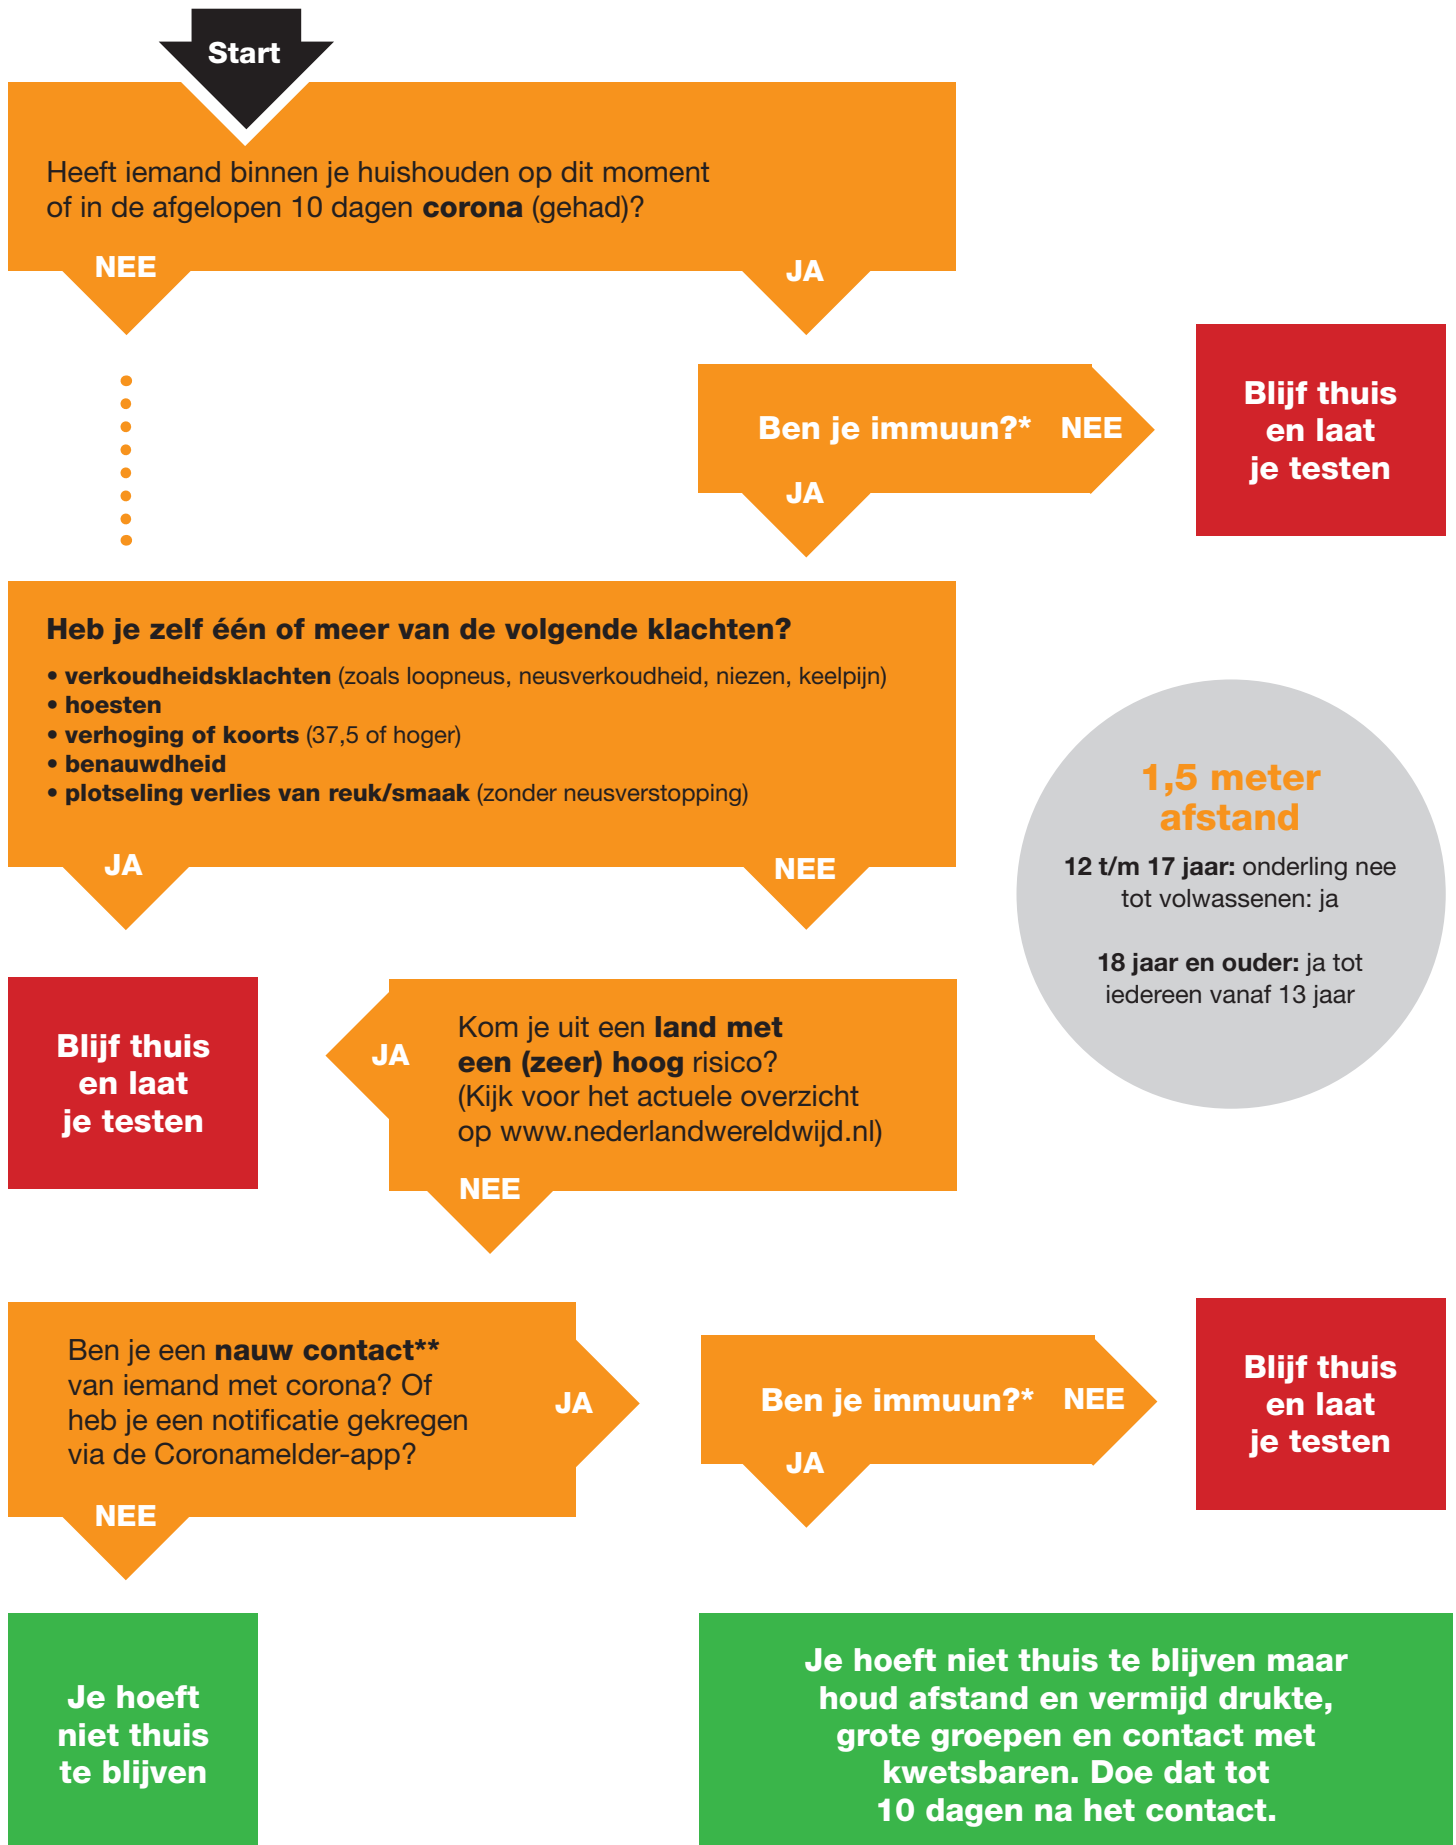 Start
Heeft iemand binnen je huishouden op dit moment
of in de afgelopen 10 dagen corona (gehad)?
NEE
JA
Ben je immuun?*
NEE
JA
Blijf thuis
en laat
je testen
Heb je zelf één of meer van de volgende klachten?
• verkoudheidsklachten (zoals loopneus, neusverkoudheid, niezen, keelpijn)
• hoesten
• verhoging of koorts (37,5 of hoger)
• benauwdheid
• plotseling verlies van reuk/smaak (zonder neusverstopping)
JA
NEE
1,5 meter
afstand
12 t/m 17 jaar: onderling nee
tot volwassenen: ja
18 jaar en ouder: ja tot
iedereen vanaf 13 jaar
Blijf thuis
en laat
je testen
JA
Kom je uit een land met
een (zeer) hoog risico?
(Kijk voor het actuele overzicht
op www.nederlandwereldwijd.nl)
NEE
Ben je een nauw contact**
van iemand met corona? Of
heb je een notificatie gekregen
via de Coronamelder-app?
JA
NEE
Ben je immuun?*
NEE
JA
Blijf thuis
en laat
je testen
Je hoeft
niet thuis
te blijven
Je hoeft niet thuis te blijven maar
houd afstand en vermijd drukte,
grote groepen en contact met
kwetsbaren. Doe dat tot
10 dagen na het contact.